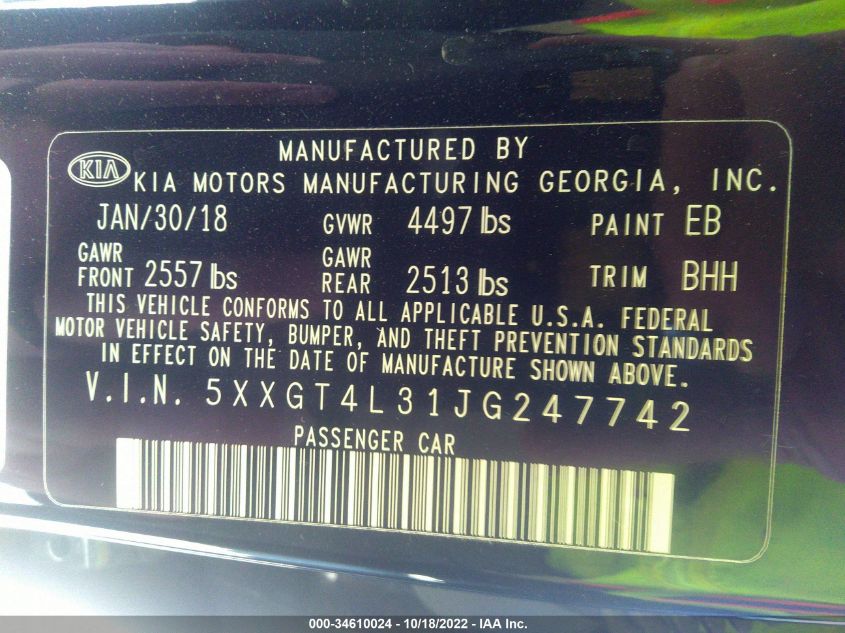 MANUFACTURED BY
KIA KIA MOTORS MANUFACTURING GEORGIA, INC.
JAN/30/18 GVWR 4497 lbs PAINT EB
GAWR FRONT 2557 lbs GAWR REAR 2513 lbs TRIM BHH
THIS VEHICLE CONFORMS TO ALL APPLICABLE U.S.A. FEDERAL
MOTOR VEHICLE SAFETY, BUMPER, AND THEFT PREVENTION STANDARDS
IN EFFECT ON THE DATE OF MANUFACTURE SHOWN ABOVE.
V.I.N. 5XXGT4L31JG247742
PASSENGER CAR
000-34610024 - 10/18/2022 - IAA Inc.